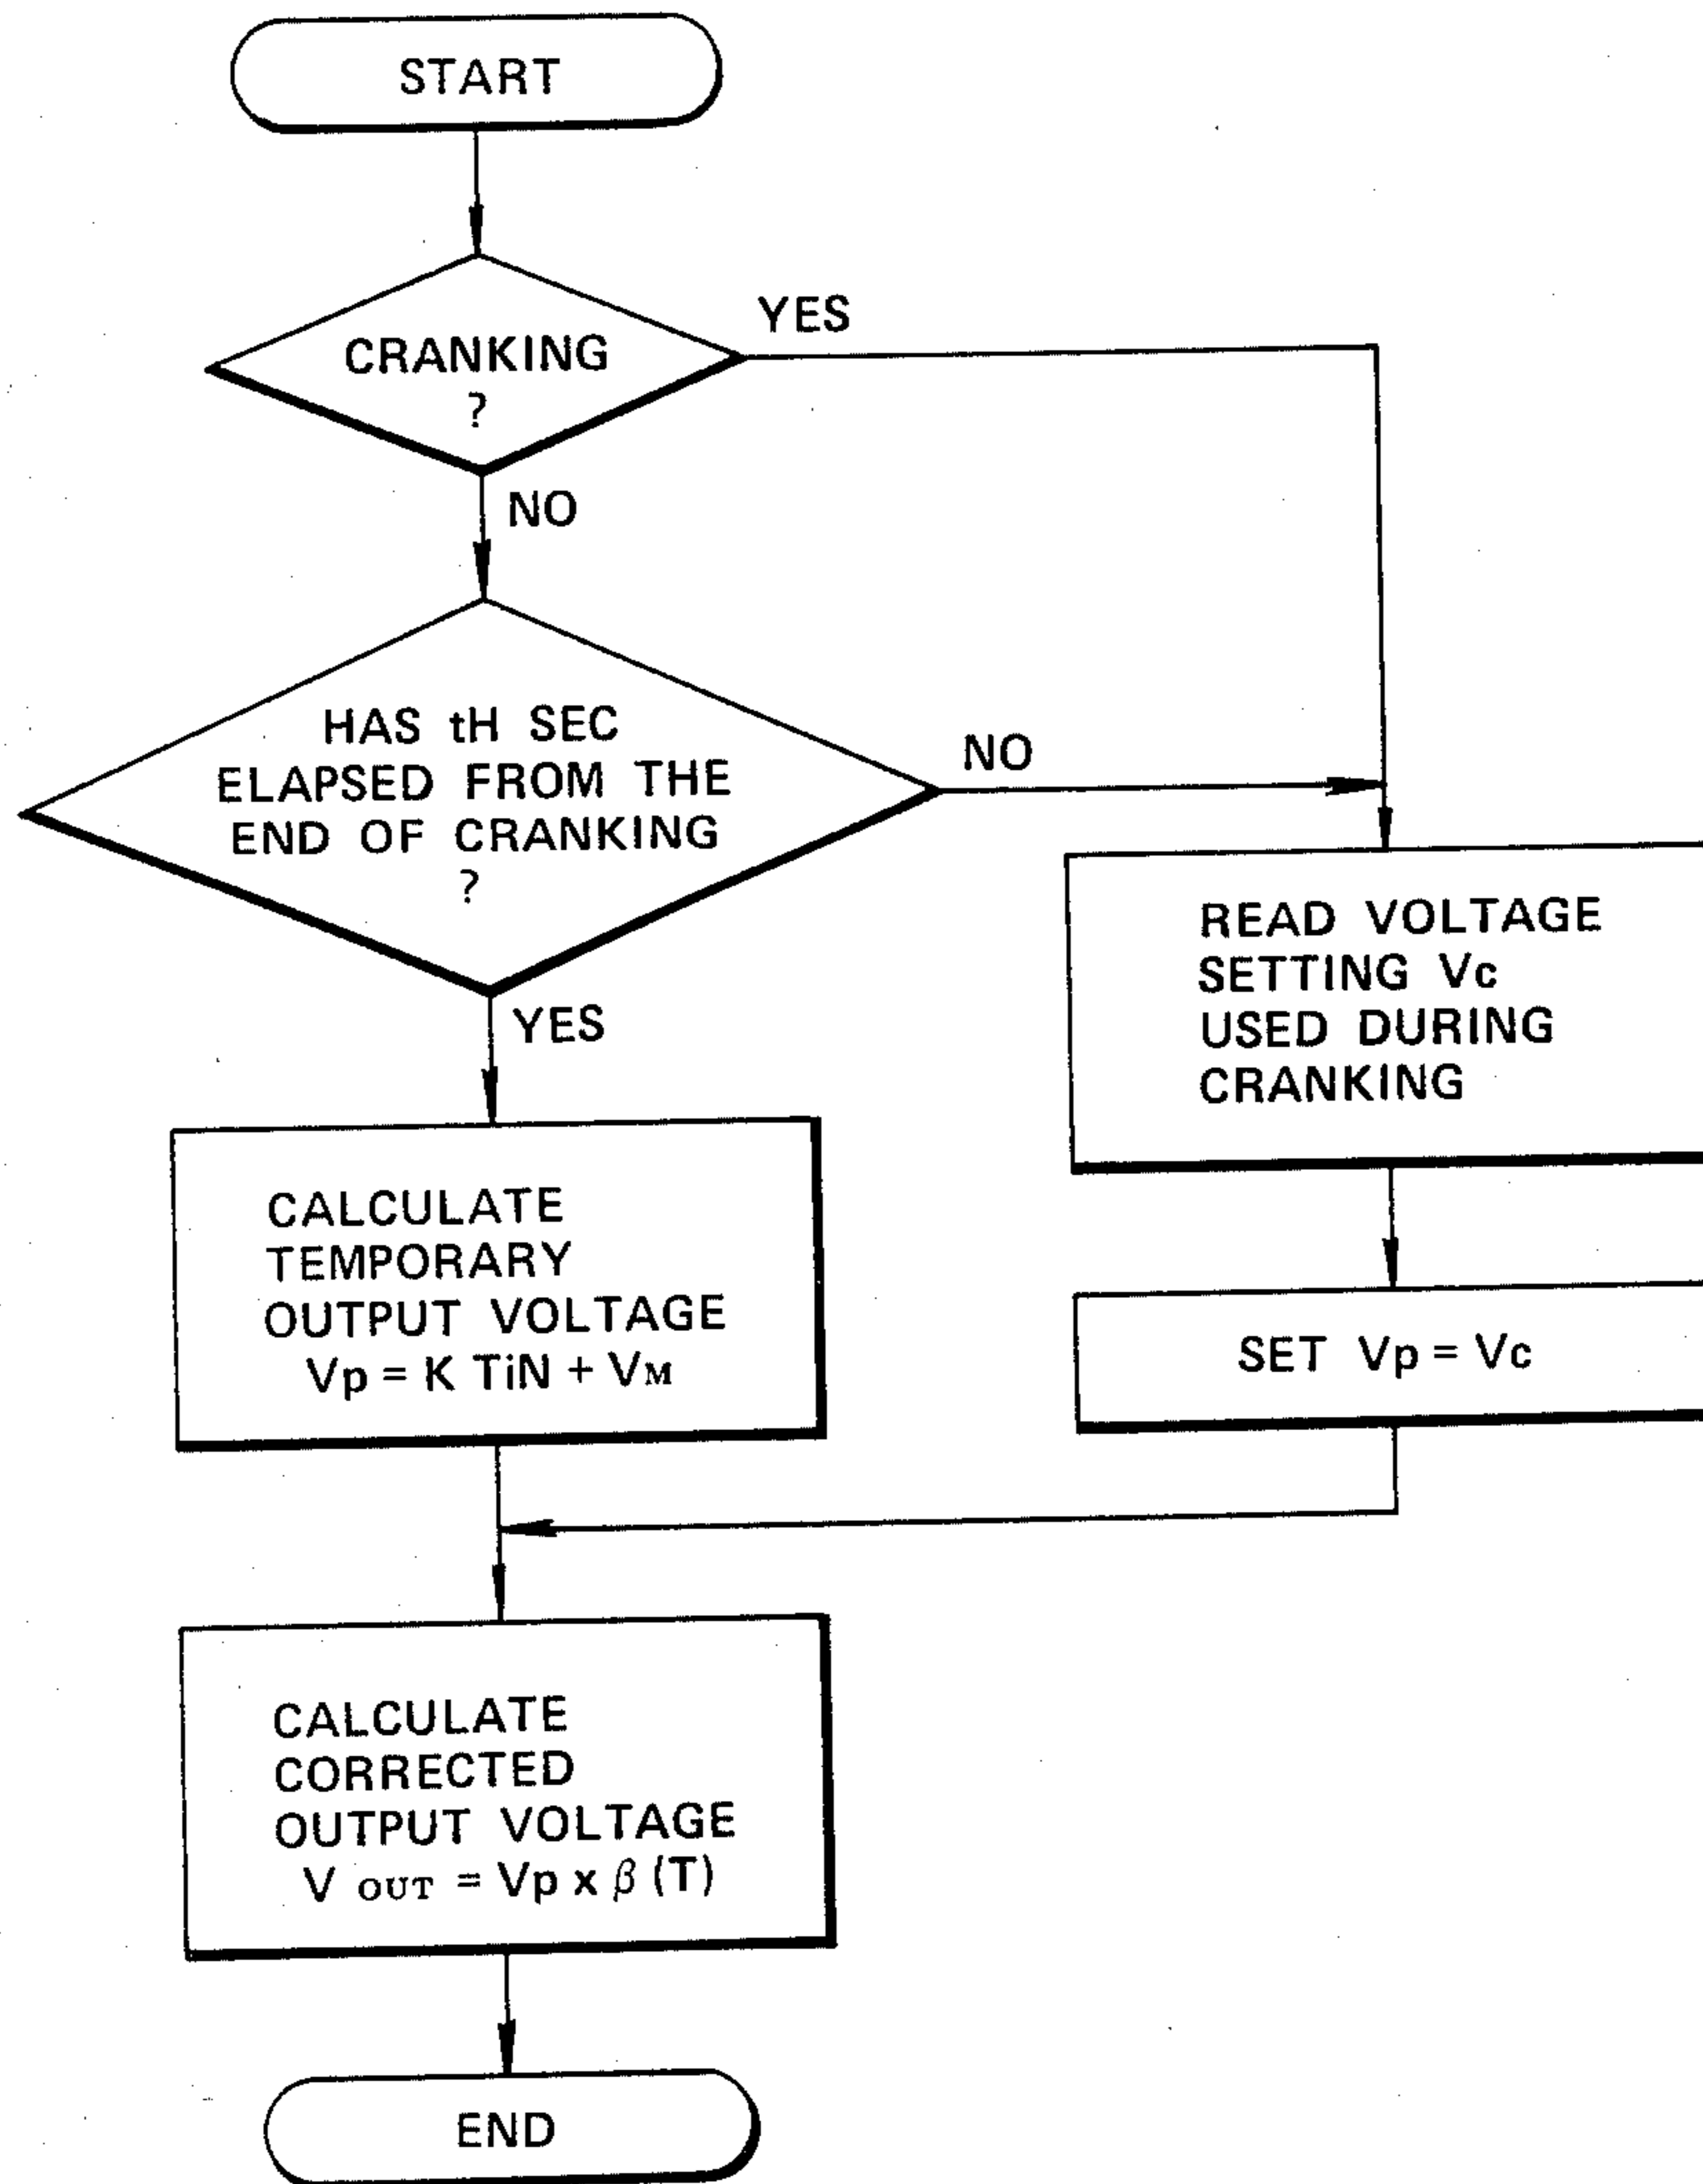 START
CRANKING
?
YES
NO
HAS tH SEC
ELAPSED FROM THE
END OF CRANKING
?
NO
YES
READ VOLTAGE
SETTING Vc
USED DURING
CRANKING
CALCULATE
TEMPORARY
OUTPUT VOLTAGE
Vp = K TiN + VM
SET Vp = Vc
CALCULATE
CORRECTED
OUTPUT VOLTAGE
V OUT = Vp x β (T)
END